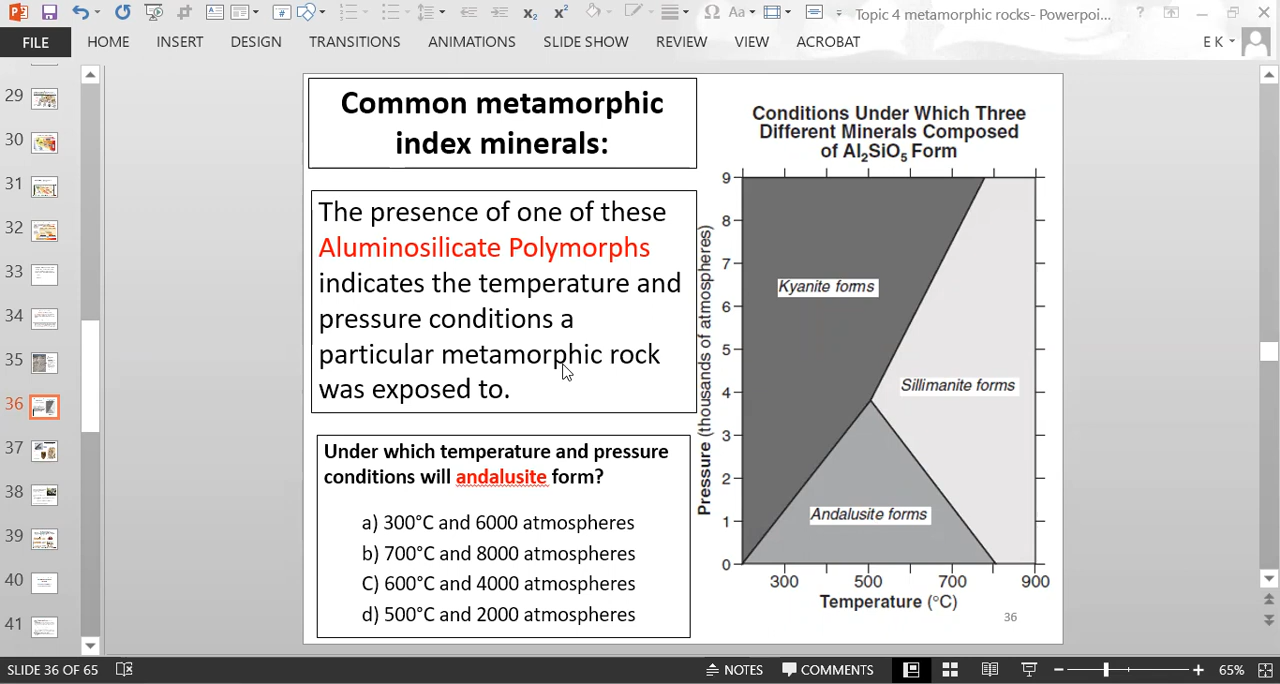 Topic 4 metamorphic rocks- Powerpoi...
FILE
HOME
INSERT
DESIGN
TRANSITIONS
ANIMATIONS
SLIDE SHOW
REVIEW
VIEW
ACROBAT
E K
29
30
31
32
33
34
35
36
37
38
39
40
41
Common metamorphic
index minerals:
The presence of one of these
Aluminosilicate Polymorphs
indicates the temperature and
pressure conditions a
particular metamorphic rock
was exposed to.
Under which temperature and pressure
conditions will andalusite form?
a) 300°C and 6000 atmospheres
b) 700°C and 8000 atmospheres
C) 600°C and 4000 atmospheres
d) 500°C and 2000 atmospheres
Conditions Under Which Three
Different Minerals Composed
of Al₂SiO₅ Form
Pressure (thousands of atmospheres)
9
8
7
6
5
4
3
2
1
0
Kyanite forms
Sillimanite forms
Andalusite forms
300 500 700 900
Temperature (°C)
36
SLIDE 36 OF 65
NOTES
COMMENTS
65%